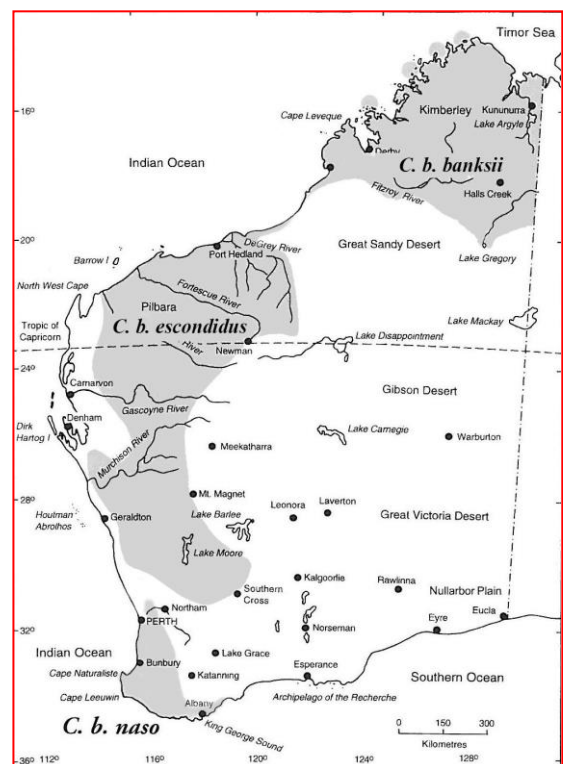 Timor Sea
16°
Cape Leveque
Kimberley
Kununurra
Lake Argyle
Derby
Indian Ocean
C. b. banksii
Halls Creek
Fitzroy River
20°
DeGrey River
Great Sandy Desert
Port Hedland
Lake Gregory
Barrow I
North West Cape
Fortescue River
Pilbara
Lake Mackay
Tropic of
Capricorn
C. b. escondidus
Lake Disappointment
River
Newman
24°
Carnarvon
Gibson Desert
Gascoyne River
Dirk
Hartog I
Denham
Lake Carnegie
Warburton
Murchison River
Meekatharra
28°
Mt. Magnet
Leonora
Laverton
Houtman
Abrolhos
Geraldton
Lake Barlee
Great Victoria Desert
Lake Moore
Kalgoorlie
Rawlinna
Nullarbor Plain
Southern
Cross
Northam
PERTH
Eucla
Eyre
32°
Norseman
Indian Ocean
Lake Grace
Bunbury
Cape Naturaliste
Katanning
Esperance
Southern Ocean
Cape Leeuwin
Albany
Archipelago of the Recherche
C. b. naso
King George Sound
0 150 300
Kilometres
36° 112° 116° 120° 124° 128°